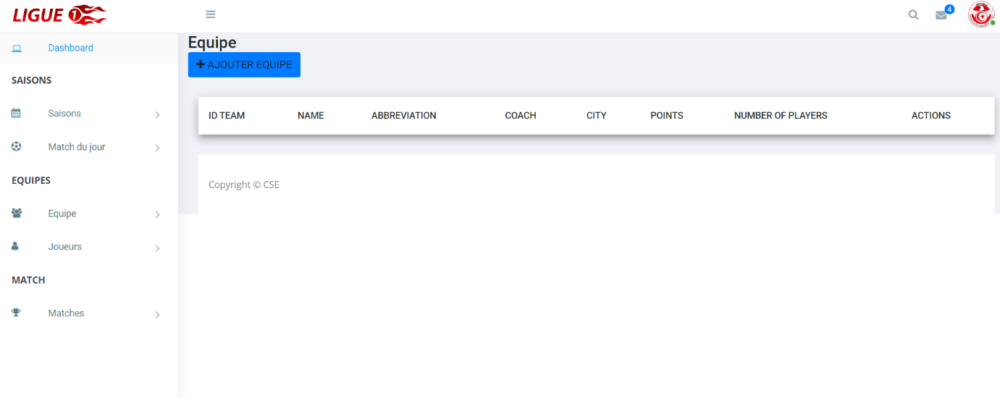 LIGUE 1
4
Dashboard
Equipe
AJOUTER EQUIPE
SAISONS
Saisons
Match du jour
EQUIPES
Equipe
Joueurs
MATCH
Matches
ID TEAM NAME ABBREVIATION COACH CITY POINTS NUMBER OF PLAYERS ACTIONS
Copyright © CSE